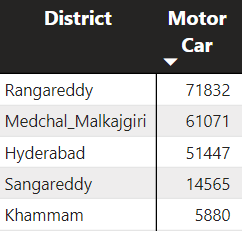 District Motor
Car
Rangareddy 71832
Medchal_Malkajgiri 61071
Hyderabad 51447
Sangareddy 14565
Khammam 5880